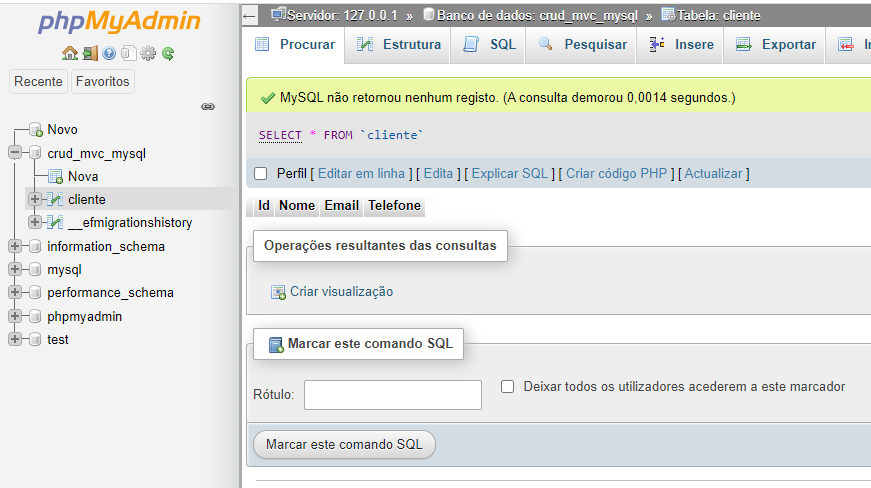 phpMyAdmin
Recente Favoritos
Novo
crud_mvc_mysql
Nova
cliente
__efmigrationshistory
information_schema
mysql
performance_schema
phpmyadmin
test
Servidor: 127.0.0.1 » Banco de dados: crud_mvc_mysql » Tabela: cliente
Procurar Estrutura SQL Pesquisar Insere Exportar
MySQL não retornou nenhum registo. (A consulta demorou 0,0014 segundos.)
SELECT * FROM `cliente`
Perfil [ Editar em linha ] [ Edita ] [ Explicar SQL ] [ Criar código PHP ] [ Actualizar ]
Id Nome Email Telefone
Operações resultantes das consultas
Criar visualização
Marcar este comando SQL
Rótulo: Deixar todos os utilizadores acederem a este marcador
Marcar este comando SQL